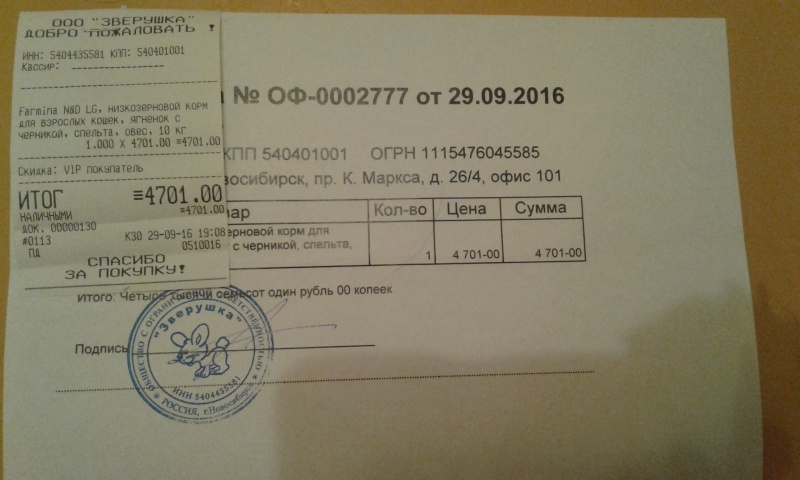 ООО "ЗВЕРУШКА"
ДОБРО ПОЖАЛОВАТЬ !
ИНН: 5404435581 КПП: 540401001
Кассир:
Farmina N&D LG, низкозерновой корм
для взрослых кошек, ягненок с
черникой, спельта, овес, 10 кг
1.000 X 4701.00 ≡4701.00
Скидка: VIP покупатель
ИТОГ ≡4701.00
НАЛИЧНЫМИ ≡4701.00
ДОК. 00000130
#0113 К30 29-09-16 19:08
ПД 0510016
СПАСИБО
ЗА ПОКУПКУ!
№ ОФ-0002777 от 29.09.2016
КПП 540401001 ОГРН 1115476045585
восибирск, пр. К. Маркса, д. 26/4, офис 101
вар Кол-во Цена Сумма
зерновой корм для
с черникой, спельта,
1 4 701-00 4 701-00
Итого: Четыре тысячи семьсот один рубль 00 копеек
Подпись
ОБЩЕСТВО С ОГРАНИЧЕННОЙ ОТВЕТСТВЕННОСТЬЮ
"Зверушка"
ИНН 5404435581
РОССИЯ, г.Новосибирск